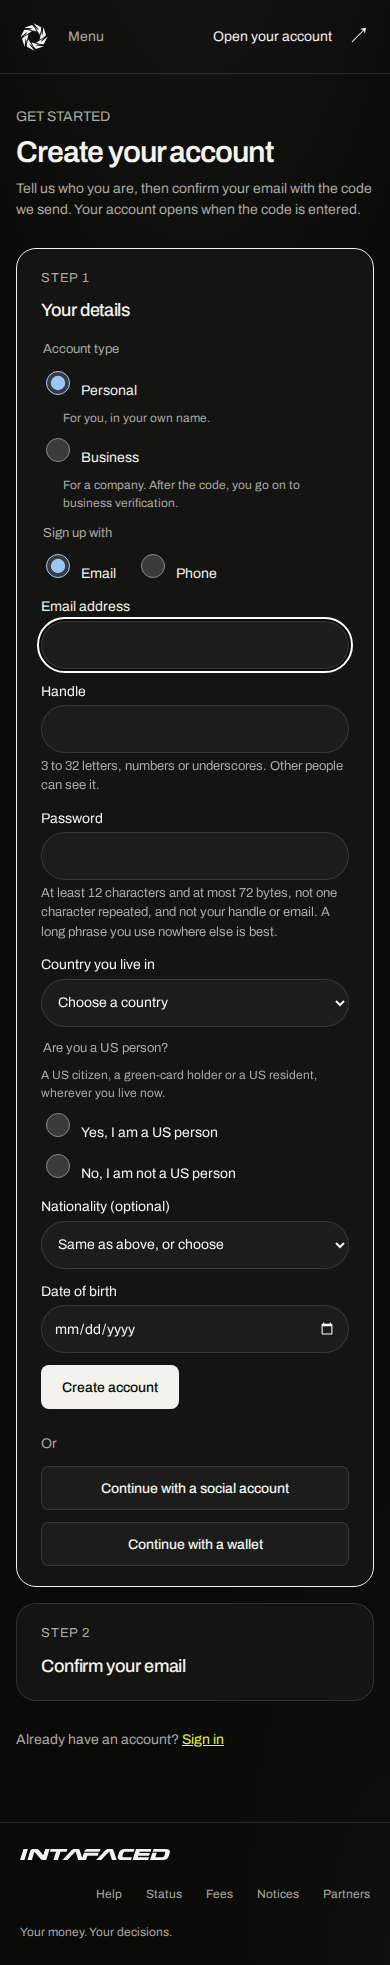 Menu
Open your account
GET STARTED
Create your account
Tell us who you are, then confirm your email with the code
we send. Your account opens when the code is entered.
STEP 1
Your details
Account type
Personal
For you, in your own name.
Business
For a company. After the code, you go on to
business verification.
Sign up with
Email
Phone
Email address
Handle
3 to 32 letters, numbers or underscores. Other people
can see it.
Password
At least 12 characters and at most 72 bytes, not one
character repeated, and not your handle or email. A
long phrase you use nowhere else is best.
Country you live in
Choose a country
Are you a US person?
A US citizen, a green-card holder or a US resident,
wherever you live now.
Yes, I am a US person
No, I am not a US person
Nationality (optional)
Same as above, or choose
Date of birth
mm/dd/yyyy
Create account
Or
Continue with a social account
Continue with a wallet
STEP 2
Confirm your email
Already have an account? Sign in
INTAFACED
Help
Status
Fees
Notices
Partners
Your money. Your decisions.